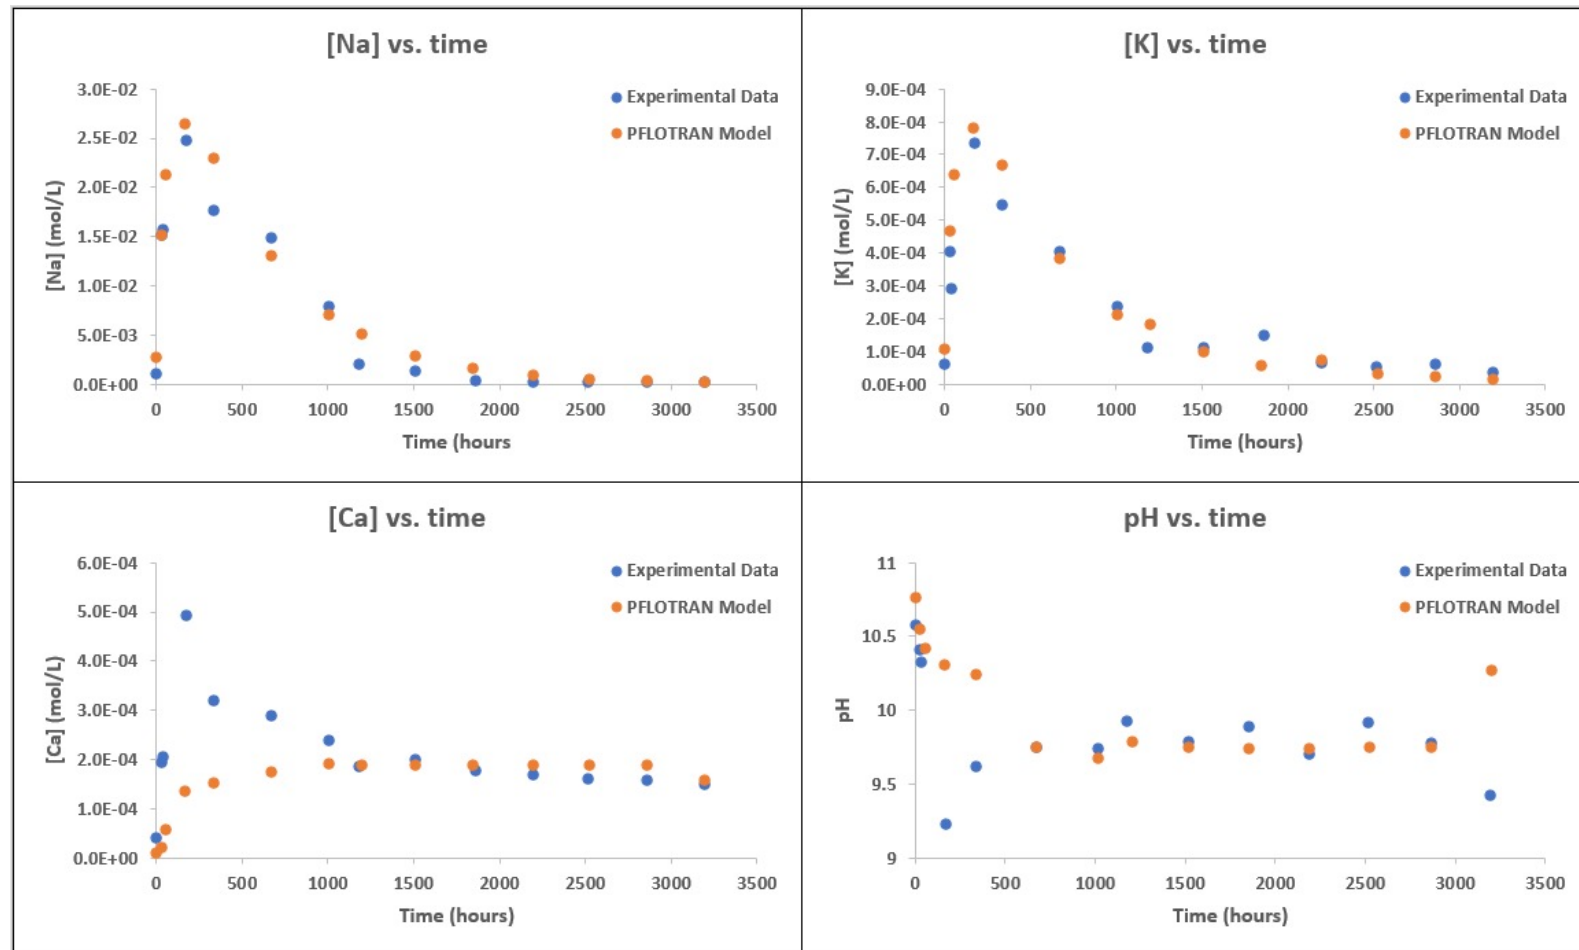 [Na] vs. time
Experimental Data
PFLOTRAN Model
[Na] (mol/L)
3.0E-02
2.5E-02
2.0E-02
1.5E-02
1.0E-02
5.0E-03
0.0E+00
0 500 1000 1500 2000 2500 3000 3500
Time (hours
[K] vs. time
Experimental Data
PFLOTRAN Model
[K] (mol/L)
9.0E-04
8.0E-04
7.0E-04
6.0E-04
5.0E-04
4.0E-04
3.0E-04
2.0E-04
1.0E-04
0.0E+00
0 500 1000 1500 2000 2500 3000 3500
Time (hours)
[Ca] vs. time
Experimental Data
PFLOTRAN Model
[Ca] (mol/L)
6.0E-04
5.0E-04
4.0E-04
3.0E-04
2.0E-04
1.0E-04
0.0E+00
0 500 1000 1500 2000 2500 3000 3500
Time (hours)
pH vs. time
Experimental Data
PFLOTRAN Model
pH
11
10.5
10
9.5
9
0 500 1000 1500 2000 2500 3000 3500
Time (hours)